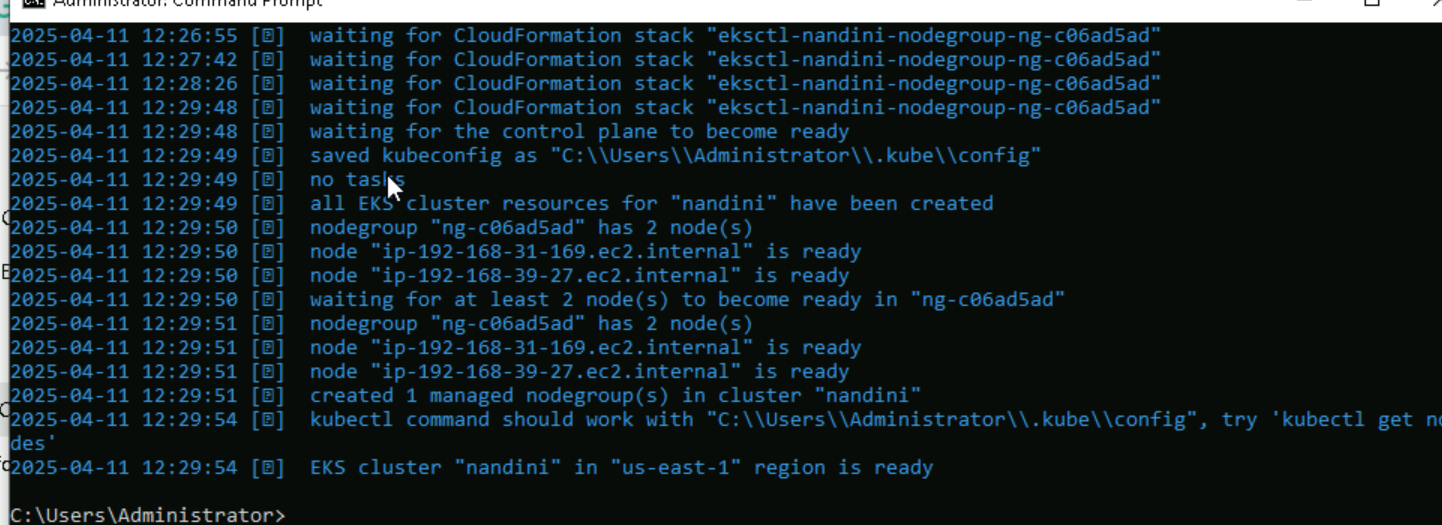 Administrator: Command Prompt
2025-04-11 12:26:55 [?]  waiting for CloudFormation stack "eksctl-nandini-nodegroup-ng-c06ad5ad"
2025-04-11 12:27:42 [?]  waiting for CloudFormation stack "eksctl-nandini-nodegroup-ng-c06ad5ad"
2025-04-11 12:28:26 [?]  waiting for CloudFormation stack "eksctl-nandini-nodegroup-ng-c06ad5ad"
2025-04-11 12:29:48 [?]  waiting for CloudFormation stack "eksctl-nandini-nodegroup-ng-c06ad5ad"
2025-04-11 12:29:48 [?]  waiting for the control plane to become ready
2025-04-11 12:29:49 [?]  saved kubeconfig as "C:\\Users\\Administrator\\.kube\\config"
2025-04-11 12:29:49 [?]  no tasks
2025-04-11 12:29:49 [?]  all EKS cluster resources for "nandini" have been created
2025-04-11 12:29:50 [?]  nodegroup "ng-c06ad5ad" has 2 node(s)
2025-04-11 12:29:50 [?]  node "ip-192-168-31-169.ec2.internal" is ready
2025-04-11 12:29:50 [?]  node "ip-192-168-39-27.ec2.internal" is ready
2025-04-11 12:29:50 [?]  waiting for at least 2 node(s) to become ready in "ng-c06ad5ad"
2025-04-11 12:29:51 [?]  nodegroup "ng-c06ad5ad" has 2 node(s)
2025-04-11 12:29:51 [?]  node "ip-192-168-31-169.ec2.internal" is ready
2025-04-11 12:29:51 [?]  node "ip-192-168-39-27.ec2.internal" is ready
2025-04-11 12:29:51 [?]  created 1 managed nodegroup(s) in cluster "nandini"
2025-04-11 12:29:54 [?]  kubectl command should work with "C:\\Users\\Administrator\\.kube\\config", try 'kubectl get no
des'
2025-04-11 12:29:54 [?]  EKS cluster "nandini" in "us-east-1" region is ready
C:\Users\Administrator>